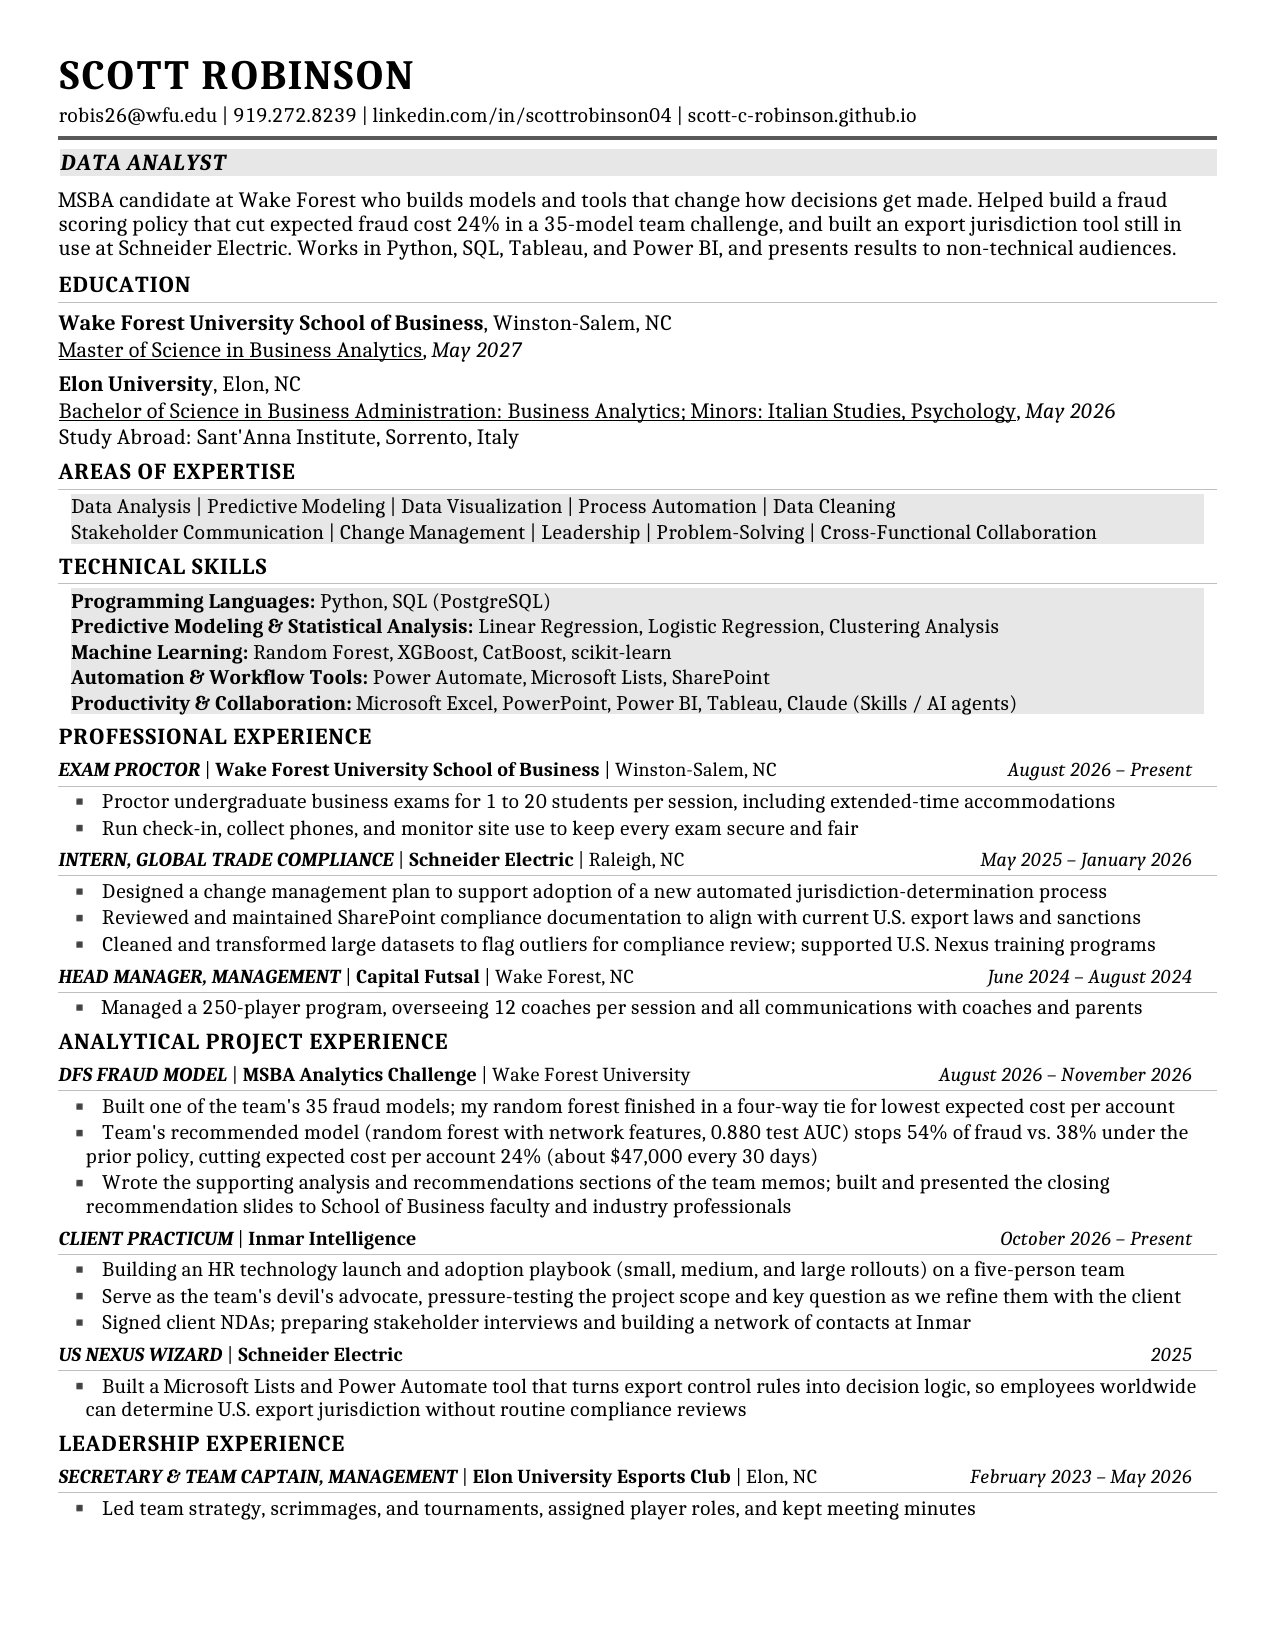 SCOTT ROBINSON
robis26@wfu.edu | 919.272.8239 | linkedin.com/in/scottrobinson04 | scott-c-robinson.github.io
DATA ANALYST
MSBA candidate at Wake Forest who builds models and tools that change how decisions get made. Helped build a fraud
scoring policy that cut expected fraud cost 24% in a 35-model team challenge, and built an export jurisdiction tool still in
use at Schneider Electric. Works in Python, SQL, Tableau, and Power BI, and presents results to non-technical audiences.
EDUCATION
Wake Forest University School of Business, Winston-Salem, NC
Master of Science in Business Analytics, May 2027
Elon University, Elon, NC
Bachelor of Science in Business Administration: Business Analytics; Minors: Italian Studies, Psychology, May 2026
Study Abroad: Sant'Anna Institute, Sorrento, Italy
AREAS OF EXPERTISE
Data Analysis | Predictive Modeling | Data Visualization | Process Automation | Data Cleaning
Stakeholder Communication | Change Management | Leadership | Problem-Solving | Cross-Functional Collaboration
TECHNICAL SKILLS
Programming Languages: Python, SQL (PostgreSQL)
Predictive Modeling & Statistical Analysis: Linear Regression, Logistic Regression, Clustering Analysis
Machine Learning: Random Forest, XGBoost, CatBoost, scikit-learn
Automation & Workflow Tools: Power Automate, Microsoft Lists, SharePoint
Productivity & Collaboration: Microsoft Excel, PowerPoint, Power BI, Tableau, Claude (Skills / AI agents)
PROFESSIONAL EXPERIENCE
EXAM PROCTOR | Wake Forest University School of Business | Winston-Salem, NC August 2026 – Present
▪ Proctor undergraduate business exams for 1 to 20 students per session, including extended-time accommodations
▪ Run check-in, collect phones, and monitor site use to keep every exam secure and fair
INTERN, GLOBAL TRADE COMPLIANCE | Schneider Electric | Raleigh, NC May 2025 – January 2026
▪ Designed a change management plan to support adoption of a new automated jurisdiction-determination process
▪ Reviewed and maintained SharePoint compliance documentation to align with current U.S. export laws and sanctions
▪ Cleaned and transformed large datasets to flag outliers for compliance review; supported U.S. Nexus training programs
HEAD MANAGER, MANAGEMENT | Capital Futsal | Wake Forest, NC June 2024 – August 2024
▪ Managed a 250-player program, overseeing 12 coaches per session and all communications with coaches and parents
ANALYTICAL PROJECT EXPERIENCE
DFS FRAUD MODEL | MSBA Analytics Challenge | Wake Forest University August 2026 – November 2026
▪ Built one of the team's 35 fraud models; my random forest finished in a four-way tie for lowest expected cost per account
▪ Team's recommended model (random forest with network features, 0.880 test AUC) stops 54% of fraud vs. 38% under the
prior policy, cutting expected cost per account 24% (about $47,000 every 30 days)
▪ Wrote the supporting analysis and recommendations sections of the team memos; built and presented the closing
recommendation slides to School of Business faculty and industry professionals
CLIENT PRACTICUM | Inmar Intelligence October 2026 – Present
▪ Building an HR technology launch and adoption playbook (small, medium, and large rollouts) on a five-person team
▪ Serve as the team's devil's advocate, pressure-testing the project scope and key question as we refine them with the client
▪ Signed client NDAs; preparing stakeholder interviews and building a network of contacts at Inmar
US NEXUS WIZARD | Schneider Electric 2025
▪ Built a Microsoft Lists and Power Automate tool that turns export control rules into decision logic, so employees worldwide
can determine U.S. export jurisdiction without routine compliance reviews
LEADERSHIP EXPERIENCE
SECRETARY & TEAM CAPTAIN, MANAGEMENT | Elon University Esports Club | Elon, NC February 2023 – May 2026
▪ Led team strategy, scrimmages, and tournaments, assigned player roles, and kept meeting minutes